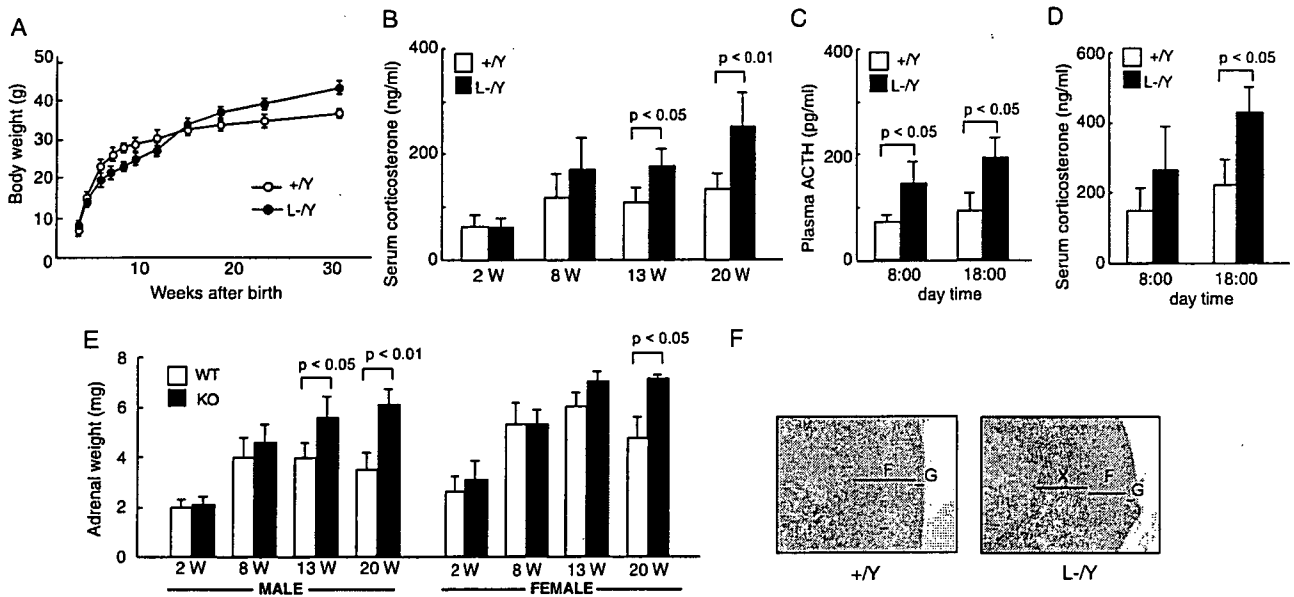 A
Body weight (g)
50
40
30
20
10
0
10
20
30
Weeks after birth
+/Y
L-/Y
B
Serum corticosterone (ng/ml)
400
200
0
+/Y
L-/Y
p < 0.05
p < 0.01
2 W
8 W
13 W
20 W
C
Plasma ACTH (pg/ml)
400
200
0
+/Y
L-/Y
p < 0.05
p < 0.05
8:00
18:00
day time
D
Serum corticosterone (ng/ml)
600
400
200
0
+/Y
L-/Y
p < 0.05
8:00
18:00
day time
E
Adrenal weight (mg)
8
6
4
2
0
WT
KO
p < 0.05
p < 0.01
p < 0.05
2 W
8 W
13 W
20 W
2 W
8 W
13 W
20 W
MALE
FEMALE
F
F
G
X
F
G
+/Y
L-/Y